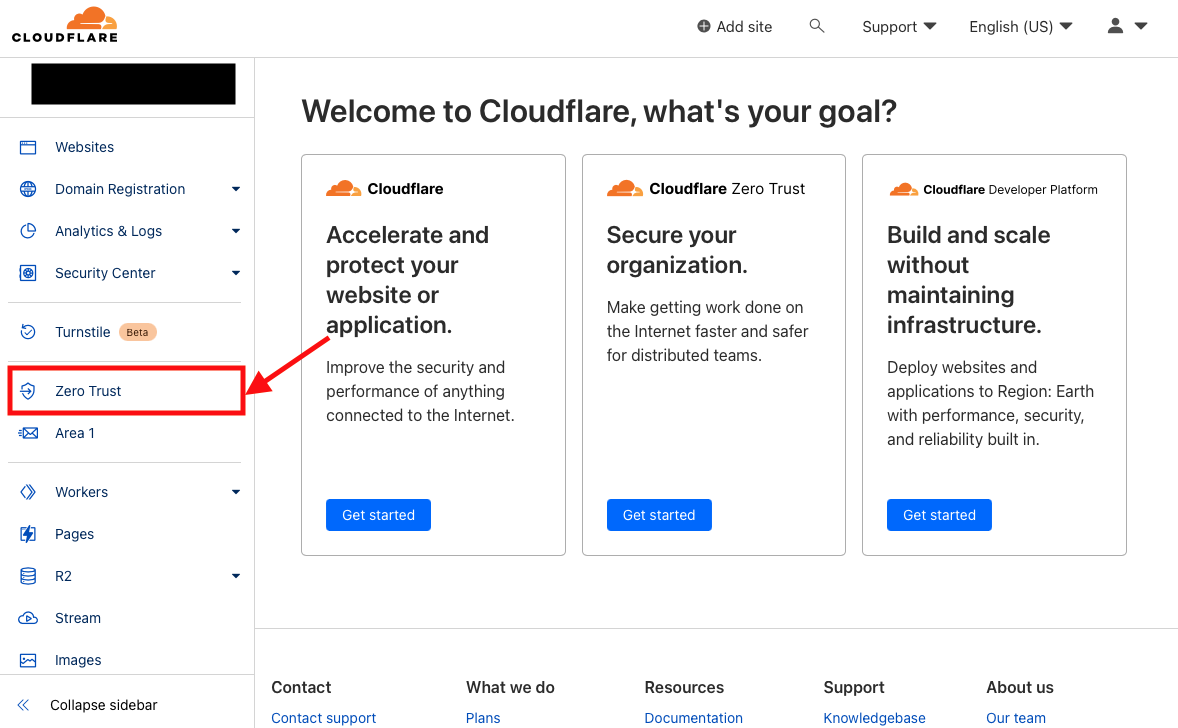 CLOUDFLARE
Add site
Support
English (US)
Websites
Domain Registration
Analytics & Logs
Security Center
Turnstile Beta
Zero Trust
Area 1
Workers
Pages
R2
Stream
Images
Collapse sidebar
Welcome to Cloudflare, what's your goal?
Cloudflare
Accelerate and
protect your
website or
application.
Improve the security and
performance of anything
connected to the Internet.
Get started
Cloudflare Zero Trust
Secure your
organization.
Make getting work done on
the Internet faster and safer
for distributed teams.
Get started
Cloudflare Developer Platform
Build and scale
without
maintaining
infrastructure.
Deploy websites and
applications to Region: Earth
with performance, security,
and reliability built in.
Get started
Contact
Contact support
What we do
Plans
Resources
Documentation
Support
Knowledgebase
About us
Our team